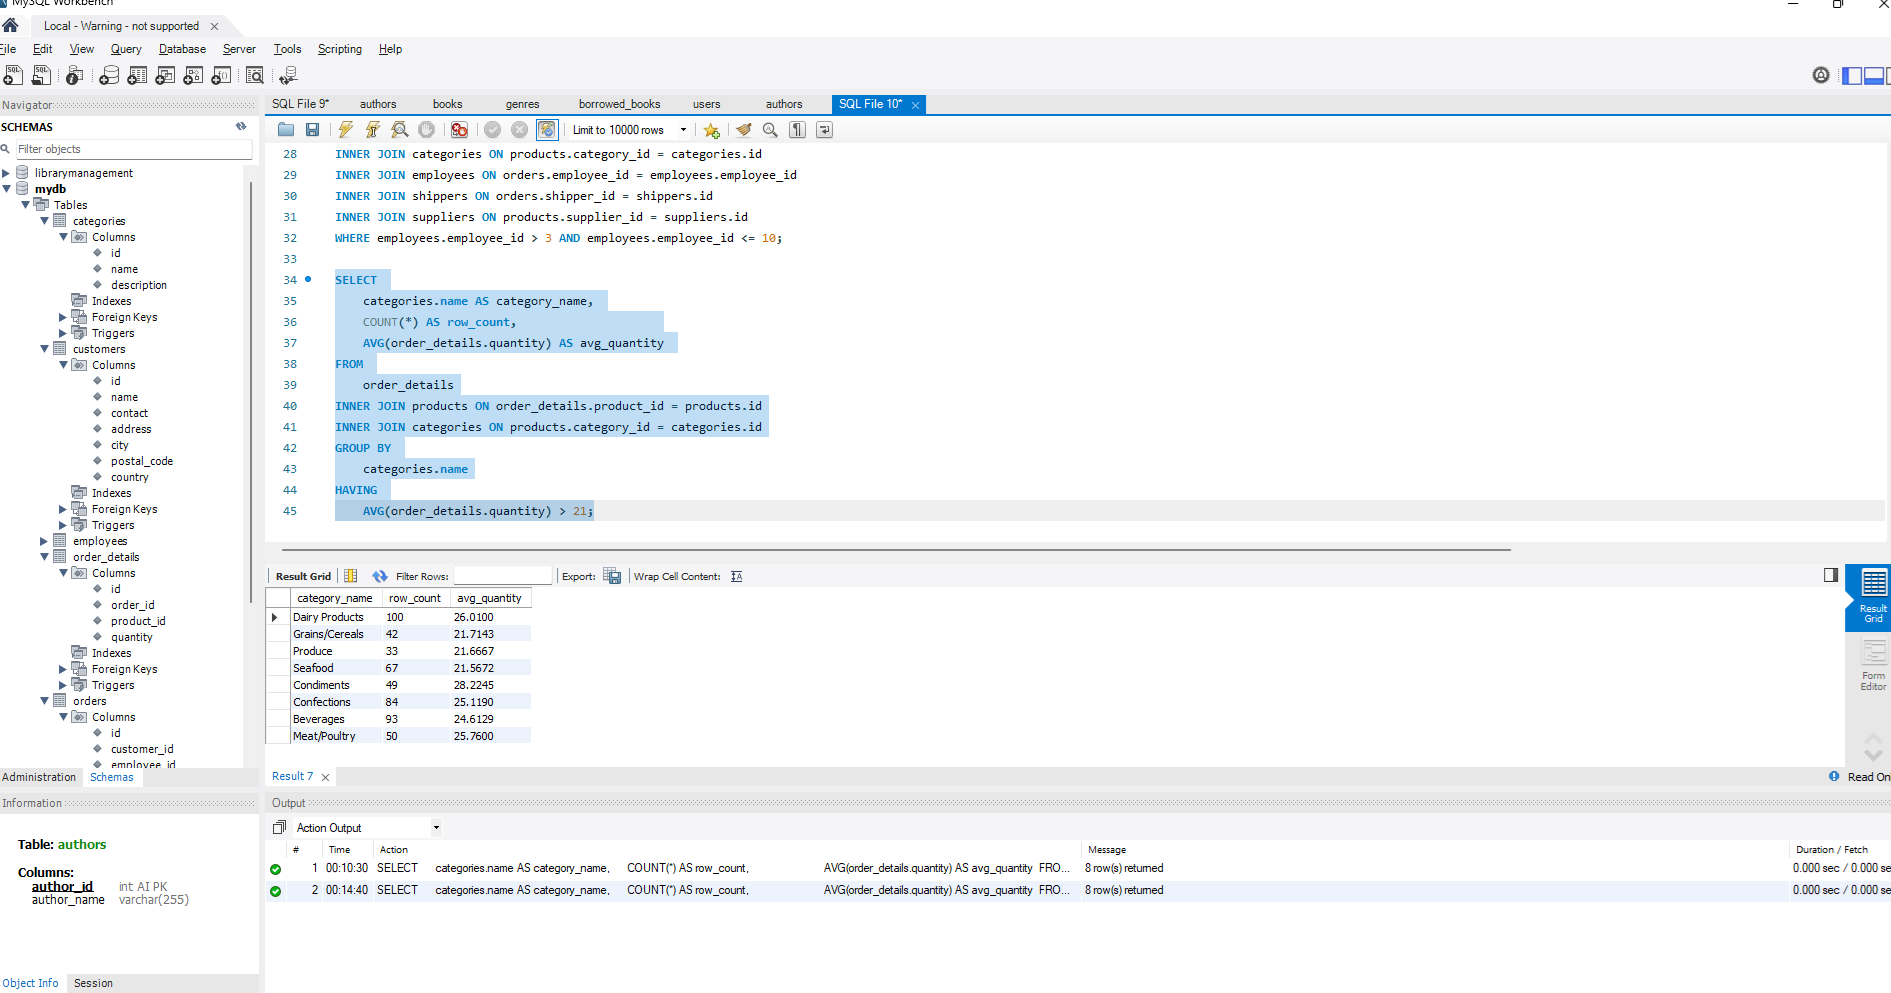 MySQL Workbench
Local - Warning - not supported
File Edit View Query Database Server Tools Scripting Help
Navigator
SCHEMAS
Filter objects
librarymanagement
mydb
Tables
categories
Columns
id
name
description
Indexes
Foreign Keys
Triggers
customers
Columns
id
name
contact
address
city
postal_code
country
Indexes
Foreign Keys
Triggers
employees
order_details
Columns
id
order_id
product_id
quantity
Indexes
Foreign Keys
Triggers
orders
Columns
id
customer_id
employee_id
Administration Schemas
Information
Table: authors
Columns:
author_id int AI PK
author_name varchar(255)
Object Info Session
SQL File 9* authors books genres borrowed_books users authors SQL File 10*
Limit to 10000 rows
28 INNER JOIN categories ON products.category_id = categories.id
29 INNER JOIN employees ON orders.employee_id = employees.employee_id
30 INNER JOIN shippers ON orders.shipper_id = shippers.id
31 INNER JOIN suppliers ON products.supplier_id = suppliers.id
32 WHERE employees.employee_id > 3 AND employees.employee_id <= 10;
33
34 SELECT
35 categories.name AS category_name,
36 COUNT(*) AS row_count,
37 AVG(order_details.quantity) AS avg_quantity
38 FROM
39 order_details
40 INNER JOIN products ON order_details.product_id = products.id
41 INNER JOIN categories ON products.category_id = categories.id
42 GROUP BY
43 categories.name
44 HAVING
45 AVG(order_details.quantity) > 21;
Result Grid Filter Rows: Export: Wrap Cell Content:
category_name row_count avg_quantity
Dairy Products 100 26.0100
Grains/Cereals 42 21.7143
Produce 33 21.6667
Seafood 67 21.5672
Condiments 49 28.2245
Confections 84 25.1190
Beverages 93 24.6129
Meat/Poultry 50 25.7600
Result
Grid
Form
Editor
Result 7
Read On
Output
Action Output
# Time Action Message Duration / Fetch
1 00:10:30 SELECT categories.name AS category_name, COUNT(*) AS row_count, AVG(order_details.quantity) AS avg_quantity FRO... 8 row(s) returned 0.000 sec / 0.000 se
2 00:14:40 SELECT categories.name AS category_name, COUNT(*) AS row_count, AVG(order_details.quantity) AS avg_quantity FRO... 8 row(s) returned 0.000 sec / 0.000 se